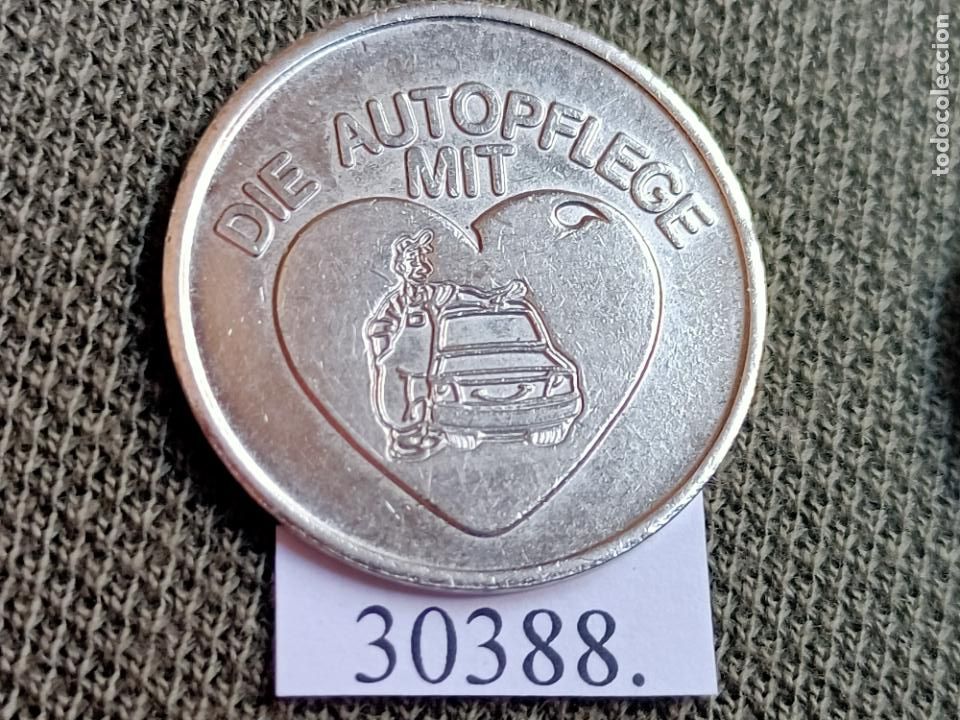 DIE AUTOPFLEGE
MIT
30388.
todocoleccion